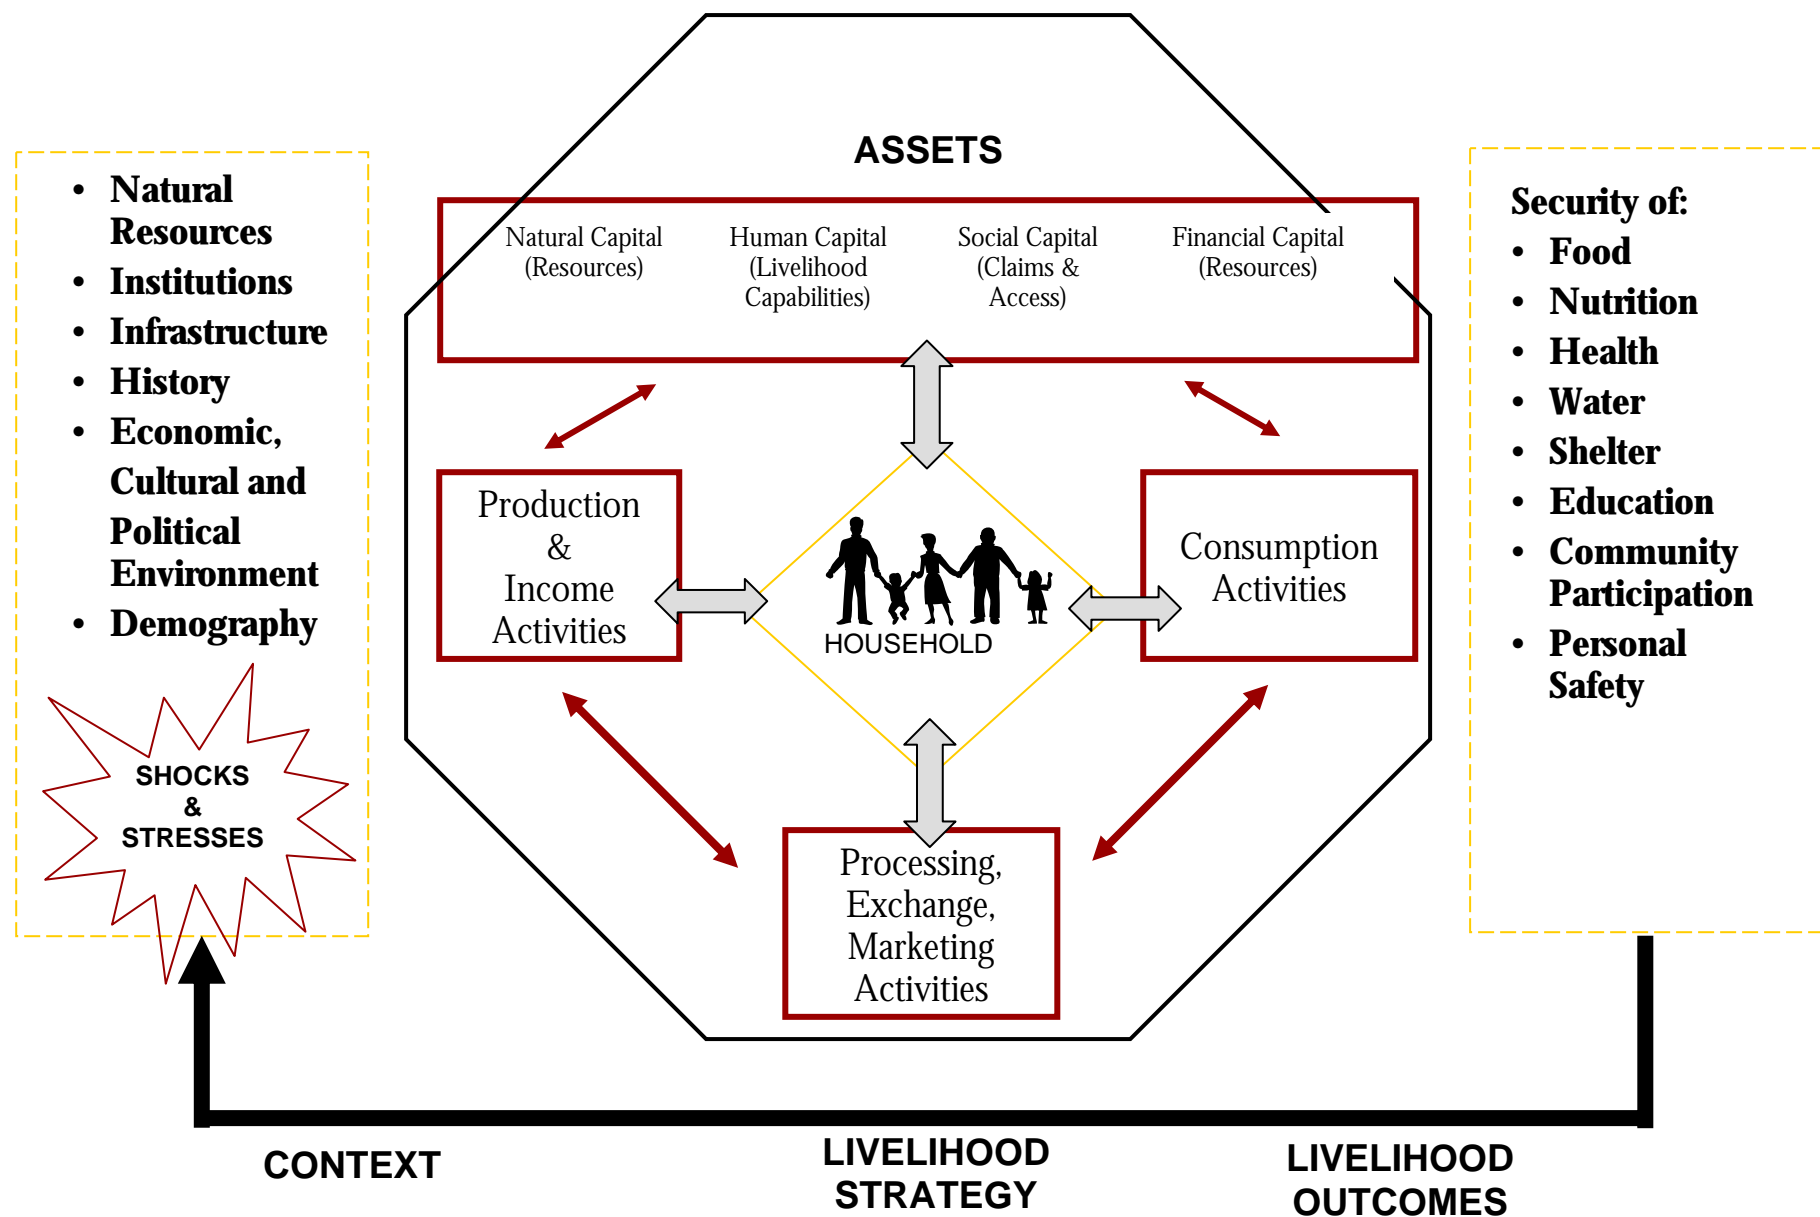 • Natural
Resources
• Institutions
• Infrastructure
• History
• Economic,
Cultural and
Political
Environment
• Demography
SHOCKS
&
STRESSES
ASSETS
Natural Capital
(Resources)
Human Capital
(Livelihood
Capabilities)
Social Capital
(Claims &
Access)
Financial Capital
(Resources)
Production
&
Income
Activities
HOUSEHOLD
Consumption
Activities
Processing,
Exchange,
Marketing
Activities
Security of:
• Food
• Nutrition
• Health
• Water
• Shelter
• Education
• Community
Participation
• Personal
Safety
CONTEXT
LIVELIHOOD
STRATEGY
LIVELIHOOD
OUTCOMES